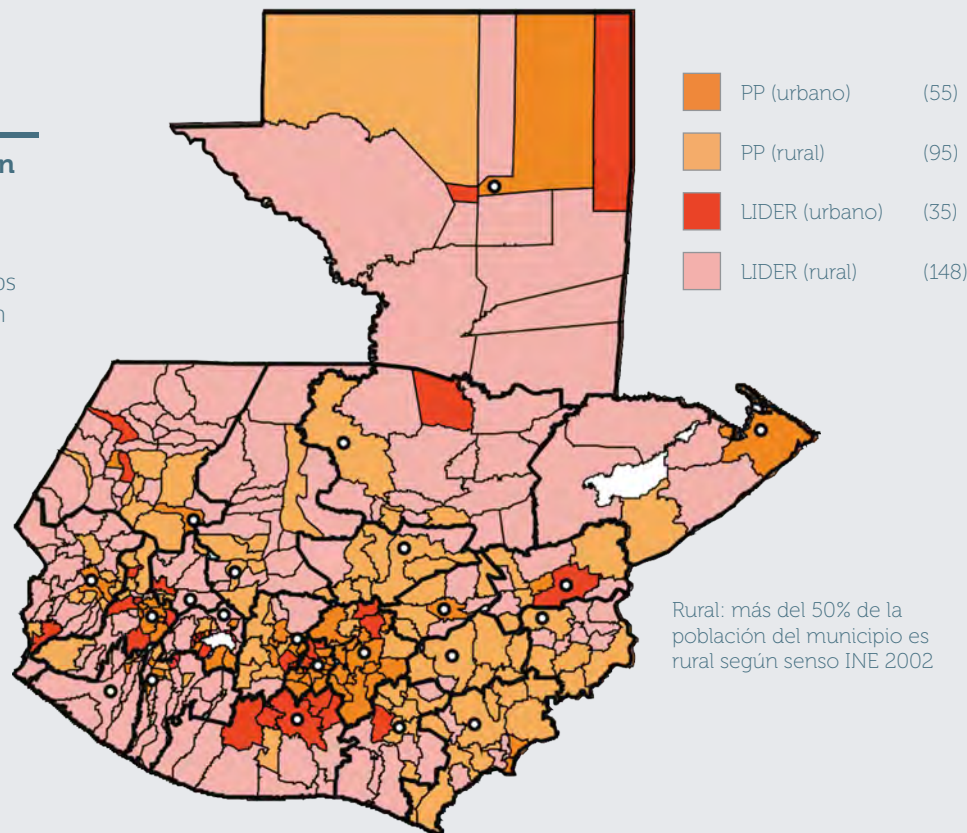 n
os
n
PP (urbano) (55)
PP (rural) (95)
LIDER (urbano) (35)
LIDER (rural) (148)
Rural: más del 50% de la
población del municipio es
rural según senso INE 2002